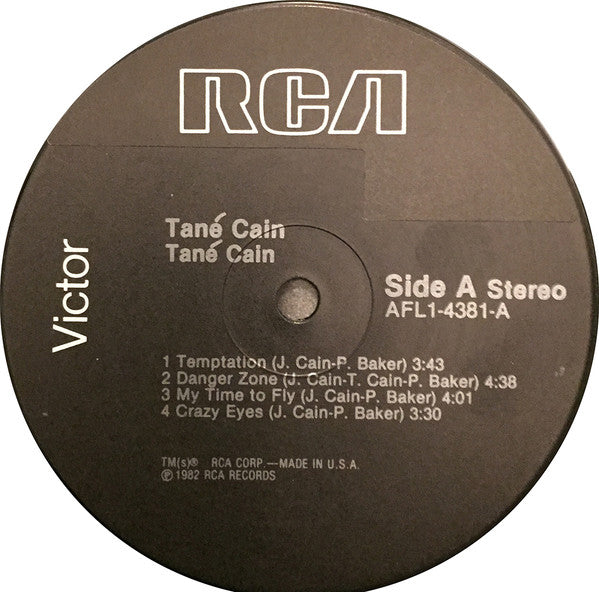 RCA
Victor
Tané Cain
Tané Cain
Side A Stereo
AFL1-4381-A
1 Temptation (J. Cain-P. Baker) 3:43
2 Danger Zone (J. Cain-T. Cain-P. Baker) 4:38
3 My Time to Fly (J. Cain-P. Baker) 4:01
4 Crazy Eyes (J. Cain-P. Baker) 3:30
TM(s)® RCA CORP.—MADE IN U.S.A.
℗1982 RCA RECORDS